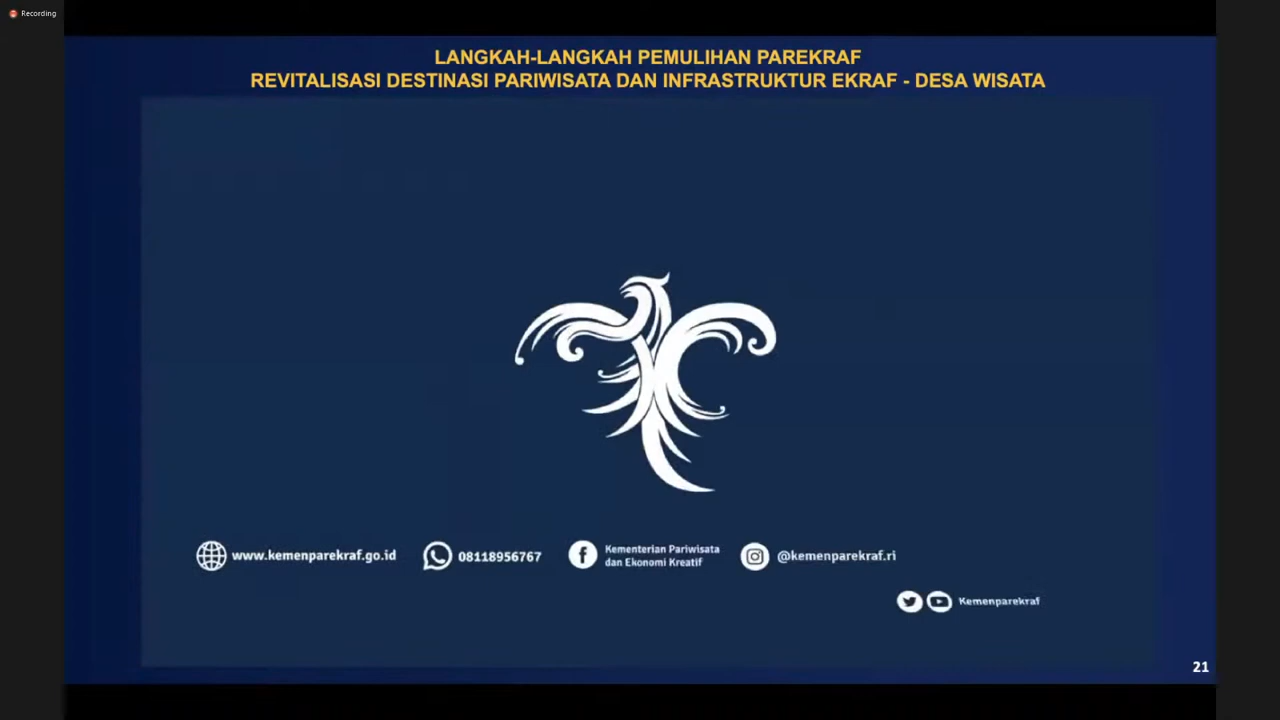 Recording
LANGKAH-LANGKAH PEMULIHAN PAREKRAF
REVITALISASI DESTINASI PARIWISATA DAN INFRASTRUKTUR EKRAF - DESA WISATA
www.kemenparekraf.go.id
08118956767
Kementerian Pariwisata
dan Ekonomi Kreatif
@kemenparekraf.ri
Kemenparekraf
21